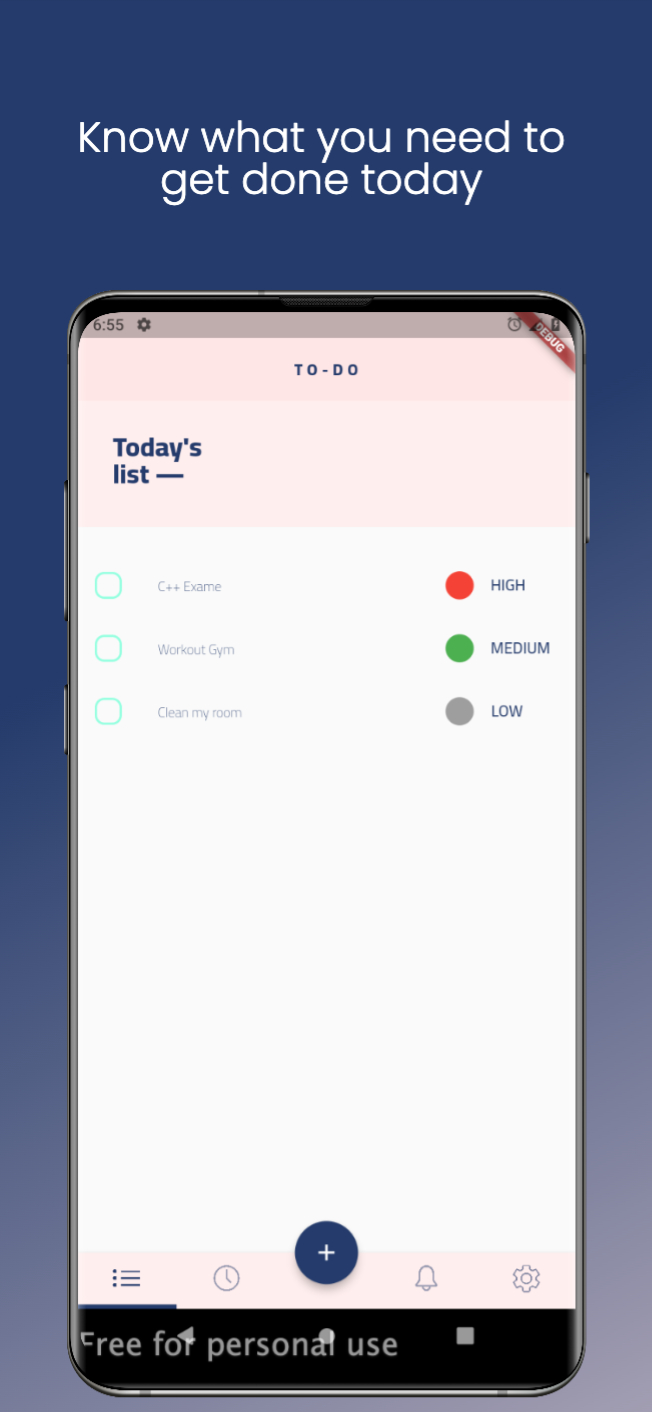 Know what you need to
get done today
6:55
DEBUG
TO-DO
Today's
list —
C++ Exame HIGH
Workout Gym MEDIUM
Clean my room LOW
Free for personal use